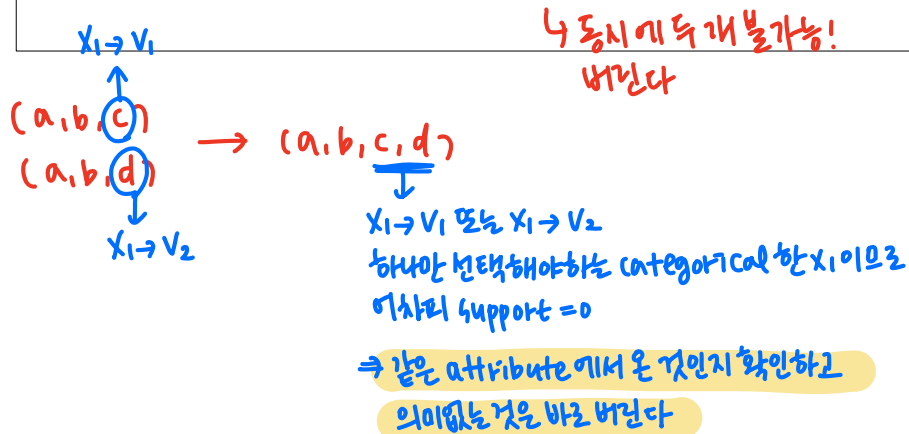 ↳ 동시에 두 개 불가능!
버린다
X₁→V₁
(a,b,c)
(a,b,d)
→ (a,b,c,d)
X₁→V₂
X₁→V₁ 또는 X₁→V₂
하나만 선택해야하는 categorical 한 X₁이므로
어차피 support=0
⇒ 같은 attribute에서 온 것인지 확인하고
의미없는 것은 바로 버린다